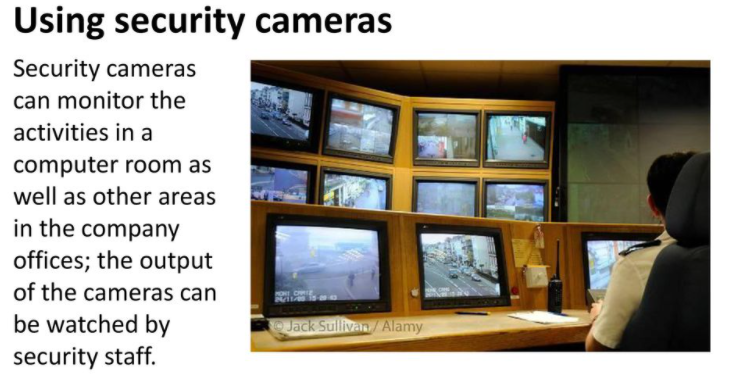 Using security cameras
Security cameras
can monitor the
activities in a
computer room as
well as other areas
in the company
offices; the output
of the cameras can
be watched by
security staff.
© Jack Sullivan / Alamy